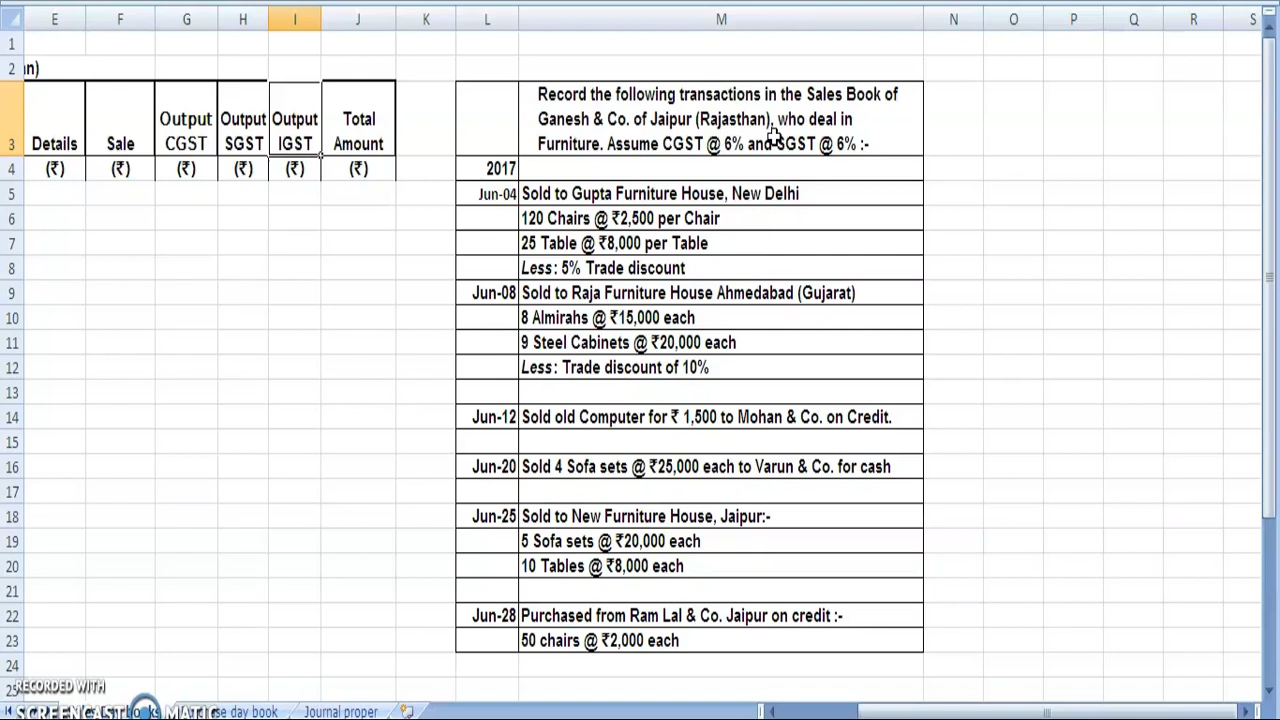 E F G H I J K L M N O P Q R S
1
2 ın)
3 Details Sale Output CGST Output SGST Output IGST Total Amount
Record the following transactions in the Sales Book of
Ganesh & Co. of Jaipur (Rajasthan), who deal in
Furniture. Assume CGST @ 6% and SGST @ 6% :-
4 (₹) (₹) (₹) (₹) (₹) (₹) 2017
5 Jun-04 Sold to Gupta Furniture House, New Delhi
6 120 Chairs @ ₹2,500 per Chair
7 25 Table @ ₹8,000 per Table
8 Less: 5% Trade discount
9 Jun-08 Sold to Raja Furniture House Ahmedabad (Gujarat)
10 8 Almirahs @ ₹15,000 each
11 9 Steel Cabinets @ ₹20,000 each
12 Less: Trade discount of 10%
13
14 Jun-12 Sold old Computer for ₹ 1,500 to Mohan & Co. on Credit.
15
16 Jun-20 Sold 4 Sofa sets @ ₹25,000 each to Varun & Co. for cash
17
18 Jun-25 Sold to New Furniture House, Jaipur:-
19 5 Sofa sets @ ₹20,000 each
20 10 Tables @ ₹8,000 each
21
22 Jun-28 Purchased from Ram Lal & Co. Jaipur on credit :-
23 50 chairs @ ₹2,000 each
24
25
RECORDED WITH
SCREENCAST MATIC
day book Journal proper